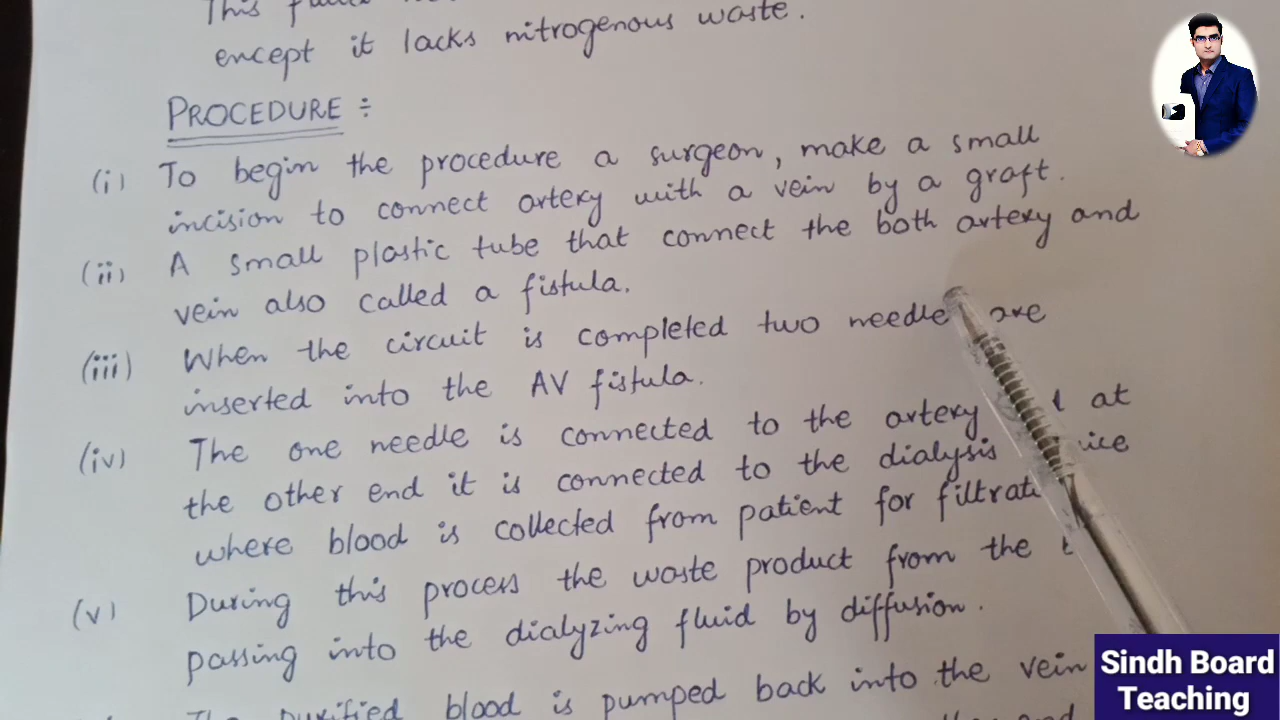 This
except it lacks nitrogenous waste.
PROCEDURE :-
(i) To begin the procedure a surgeon, make a small
incision to connect artery with a vein by a graft.
(ii) A small plastic tube that connect the both artery and
vein also called a fistula.
(iii) When the circuit is completed two needle are
inserted into the AV fistula.
(iv) The one needle is connected to the artery at
the other end it is connected to the dialysis
where blood is collected from patient for
(v) During this process the waste product from the
passing into the dialyzing fluid by diffusion.
The purified blood is pumped back into the vein
Sindh Board
Teaching